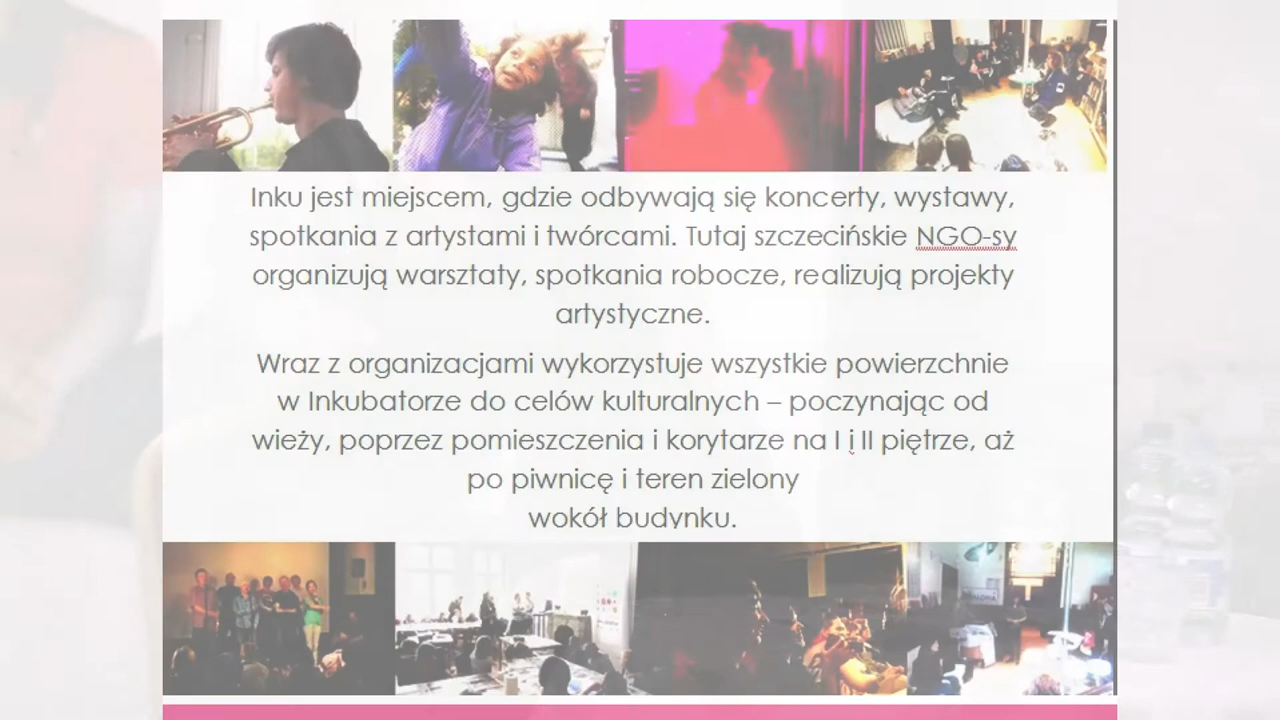 Inku jest miejscem, gdzie odbywają się koncerty, wystawy,
spotkania z artystami i twórcami. Tutaj szczecińskie NGO-sy
organizują warsztaty, spotkania robocze, realizują projekty
artystyczne.
Wraz z organizacjami wykorzystuje wszystkie powierzchnie
w Inkubatorze do celów kulturalnych – poczynając od
wieży, poprzez pomieszczenia i korytarze na I i II piętrze, aż
po piwnicę i teren zielony
wokół budynku.